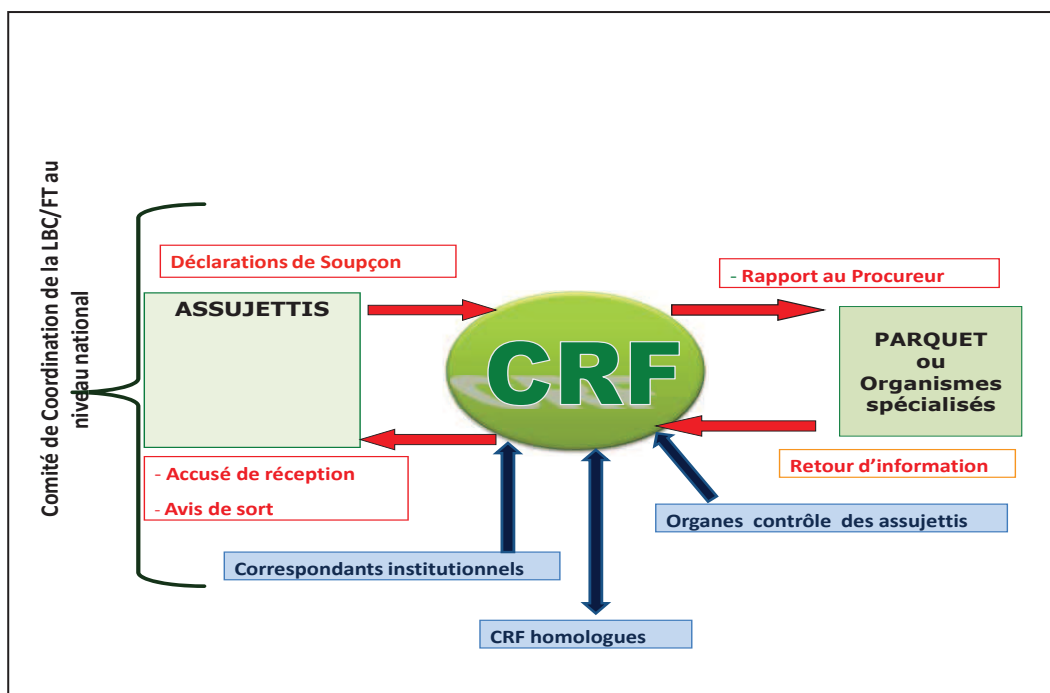 Comité de Coordination de la LBC/FT au
niveau national
Déclarations de Soupçon
ASSUJETTIS
- Accusé de réception
- Avis de sort
CRF
- Rapport au Procureur
PARQUET
ou
Organismes
spécialisés
Retour d’information
Organes contrôle des assujettis
Correspondants institutionnels
CRF homologues